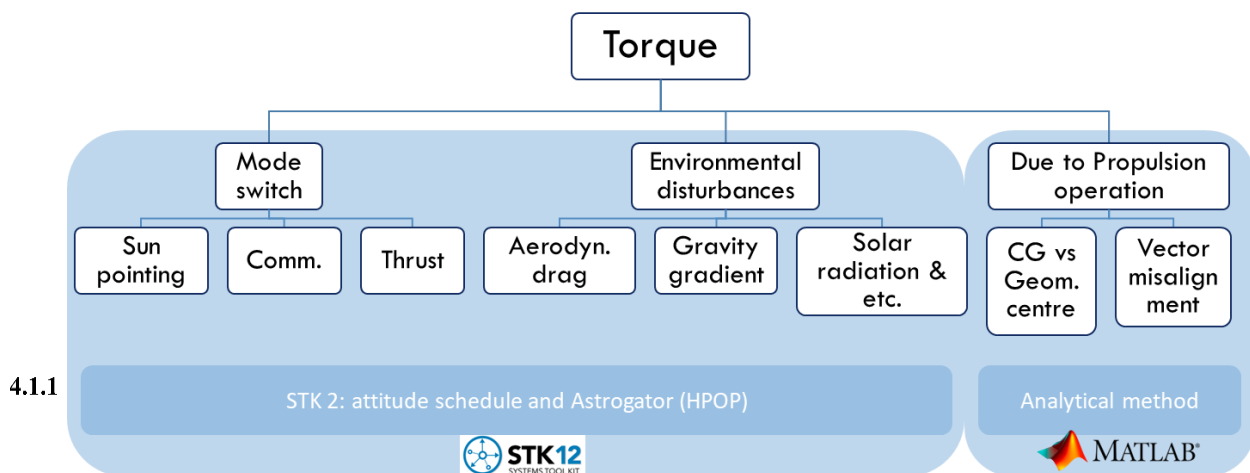 Torque
Mode
switch
Environmental
disturbances
Due to Propulsion
operation
Sun
pointing
Comm.
Thrust
Aerodyn.
drag
Gravity
gradient
Solar
radiation &
etc.
CG vs
Geom.
centre
Vector
misalign
ment
4.1.1
STK 2: attitude schedule and Astrogator (HPOP)
Analytical method
STK12
SYSTEMS TOOL KIT
MATLAB®